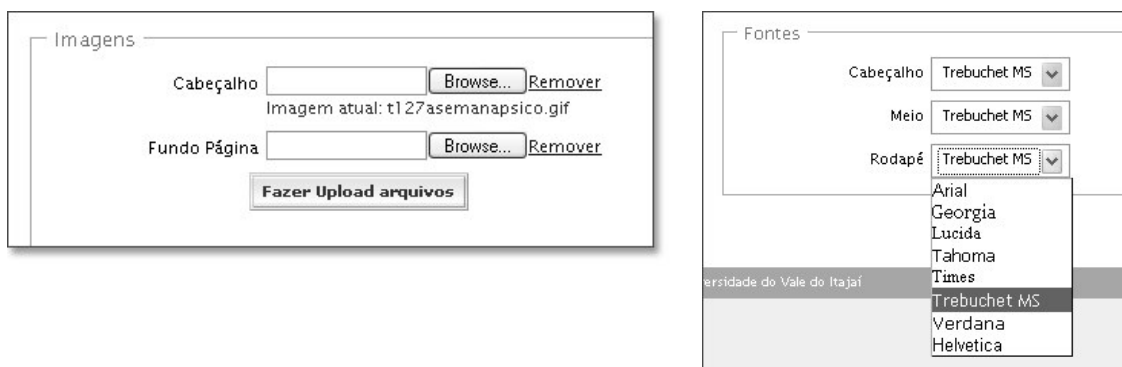 Imagens
Cabeçalho Browse... Remover
Imagem atual: t127asemanapsico.gif
Fundo Página Browse... Remover
Fazer Upload arquivos
Fontes
Cabeçalho Trebuchet MS
Meio Trebuchet MS
Rodapé Trebuchet MS
Arial
Georgia
Lucida
Tahoma
Times
ersidade do Vale do Itajaí
Trebuchet MS
Verdana
Helvetica